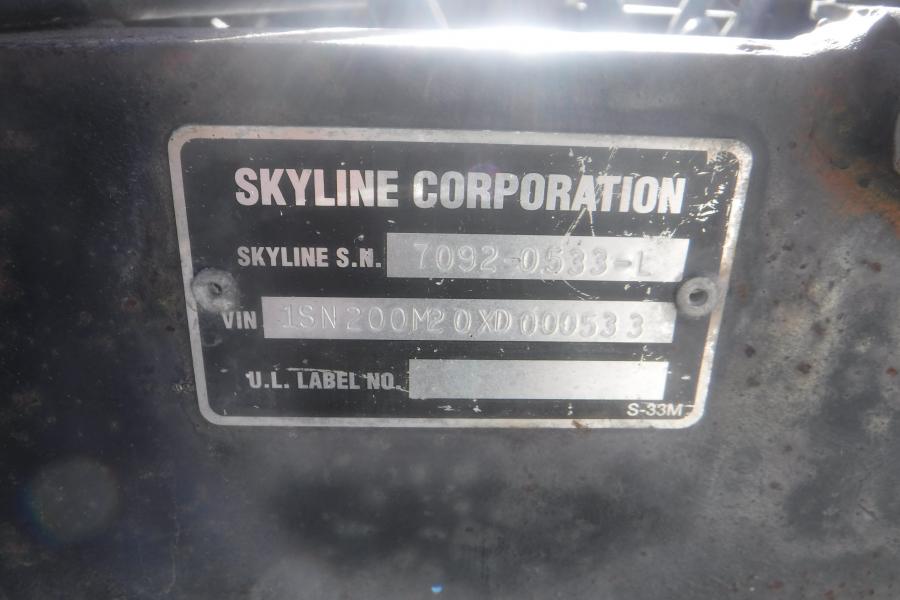 SKYLINE CORPORATION
SKYLINE S.N. 7092-0533-L
VIN 1SN200M20XD000533
U.L. LABEL NO.
S-33M